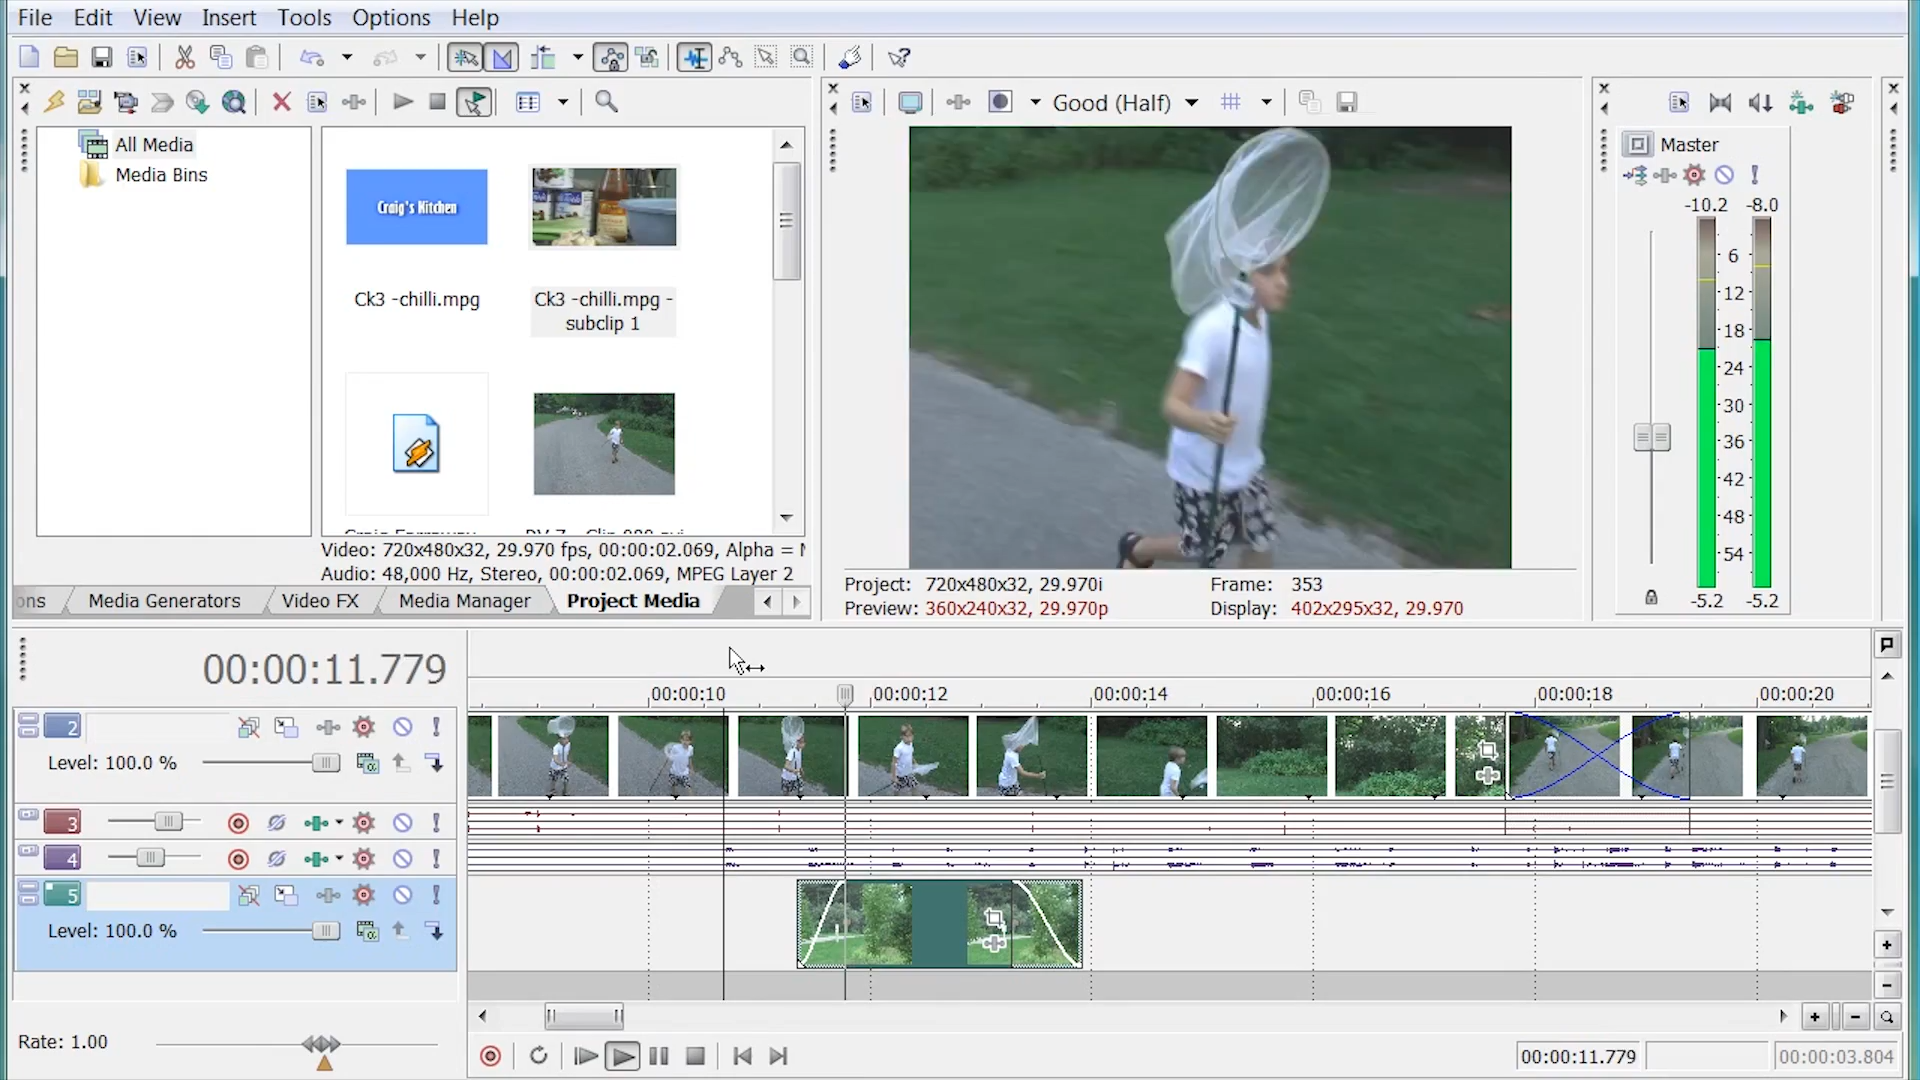 File Edit View Insert Tools Options Help
Good (Half)
All Media
Media Bins
Craig's Kitchen
Ck3 -chilli.mpg
Ck3 -chilli.mpg -
subclip 1
Video: 720x480x32, 29.970 fps, 00:00:02.069, Alpha =
Audio: 48,000 Hz, Stereo, 00:00:02.069, MPEG Layer 2
ons Media Generators Video FX Media Manager Project Media
Project: 720x480x32, 29.970i
Preview: 360x240x32, 29.970p
Frame: 353
Display: 402x295x32, 29.970
Master
-10.2 -8.0
6
12
18
24
30
36
42
48
54
-5.2 -5.2
00:00:11.779
00:00:10 00:00:12 00:00:14 00:00:16 00:00:18 00:00:20
2
Level: 100.0 %
3
4
5
Level: 100.0 %
Rate: 1.00
00:00:11.779 00:00:03.804